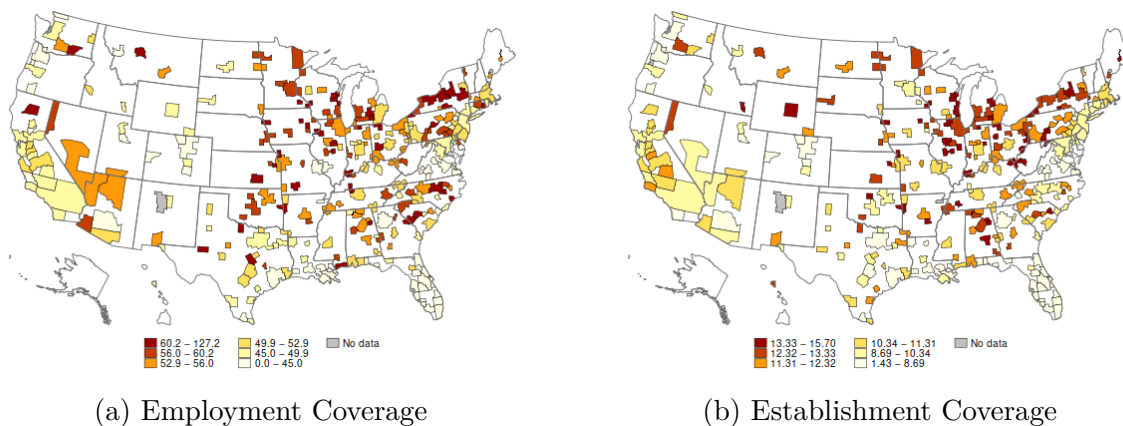 60.2 – 127.2
56.0 – 60.2
52.9 – 56.0
49.9 – 52.9
45.0 – 49.9
0.0 – 45.0
No data
(a) Employment Coverage
13.33 – 15.70
12.32 – 13.33
11.31 – 12.32
10.34 – 11.31
8.69 – 10.34
1.43 – 8.69
No data
(b) Establishment Coverage